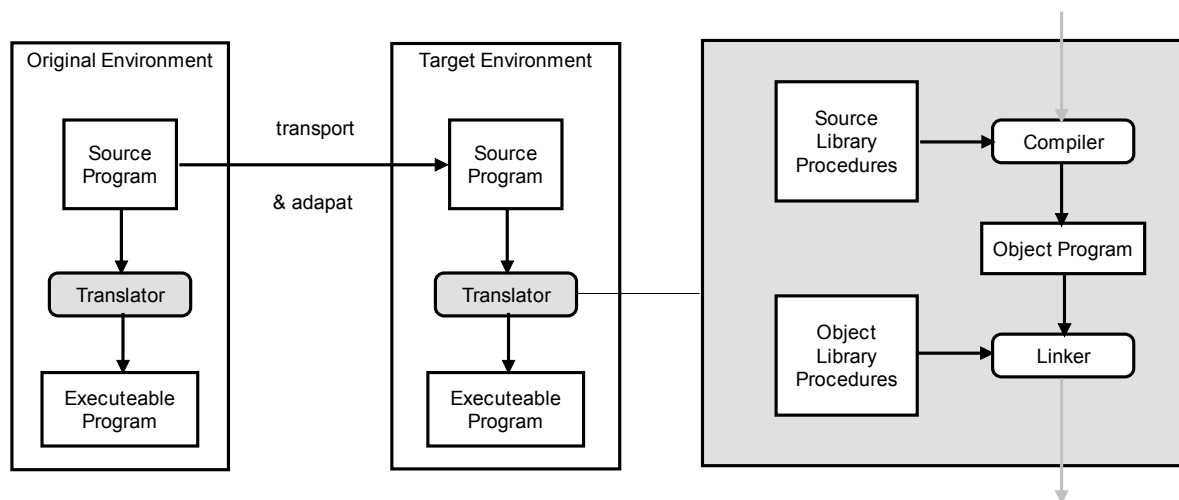 Original Environment
Source
Program
Translator
Executeable
Program
transport
& adapat
Target Environment
Source
Program
Translator
Executeable
Program
Source
Library
Procedures
Compiler
Object Program
Object
Library
Procedures
Linker